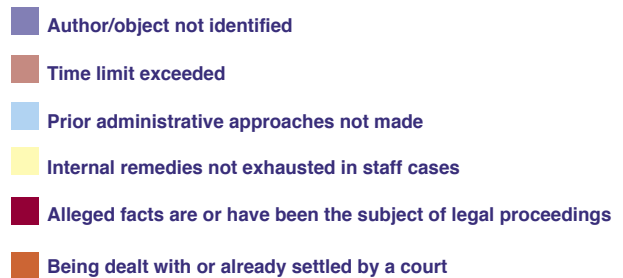 Author/object not identified
Time limit exceeded
Prior administrative approaches not made
Internal remedies not exhausted in staff cases
Alleged facts are or have been the subject of legal proceedings
Being dealt with or already settled by a court